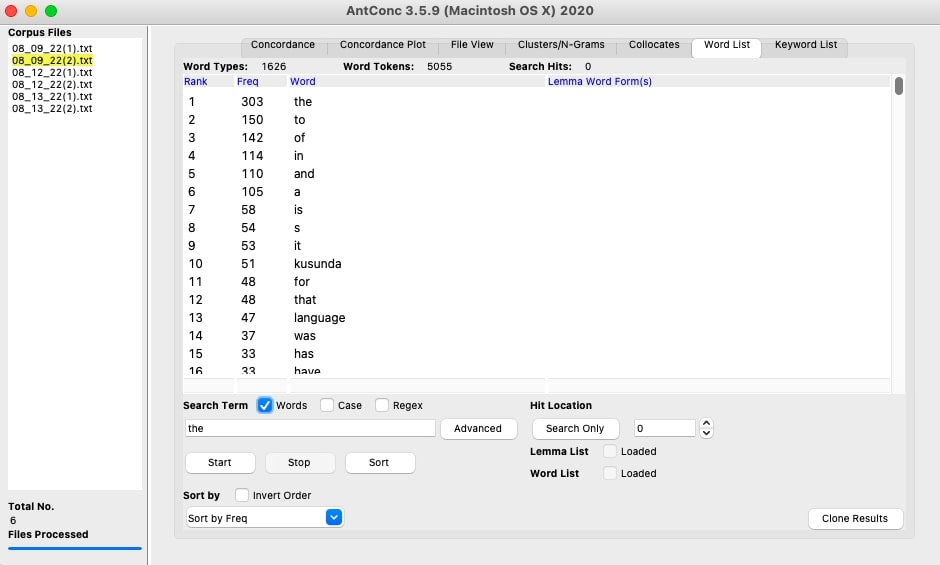 AntConc 3.5.9 (Macintosh OS X) 2020
Corpus Files
08_09_22(1).txt
08_09_22(2).txt
08_12_22(1).txt
08_12_22(2).txt
08_13_22(1).txt
08_13_22(2).txt
Total No.
6
Files Processed
Concordance Concordance Plot File View Clusters/N-Grams Collocates Word List Keyword List
Word Types: 1626 Word Tokens: 5055 Search Hits: 0
Rank Freq Word Lemma Word Form(s)
1 303 the
2 150 to
3 142 of
4 114 in
5 110 and
6 105 a
7 58 is
8 54 s
9 53 it
10 51 kusunda
11 48 for
12 48 that
13 47 language
14 37 was
15 33 has
16 33 have
Search Term Words Case Regex Hit Location
the Advanced Search Only 0
Lemma List Loaded
Start Stop Sort
Word List Loaded
Sort by Invert Order
Sort by Freq Clone Results